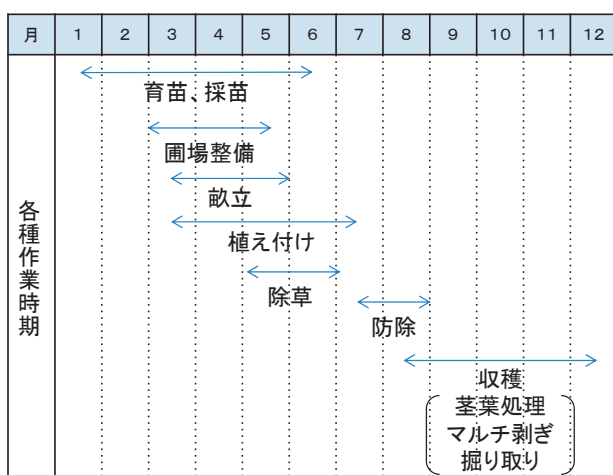 月 1 2 3 4 5 6 7 8 9 10 11 12
各種作業時期
育苗、採苗
圃場整備
畝立
植え付け
除草
防除
収穫
茎葉処理
マルチ剥ぎ
掘り取り